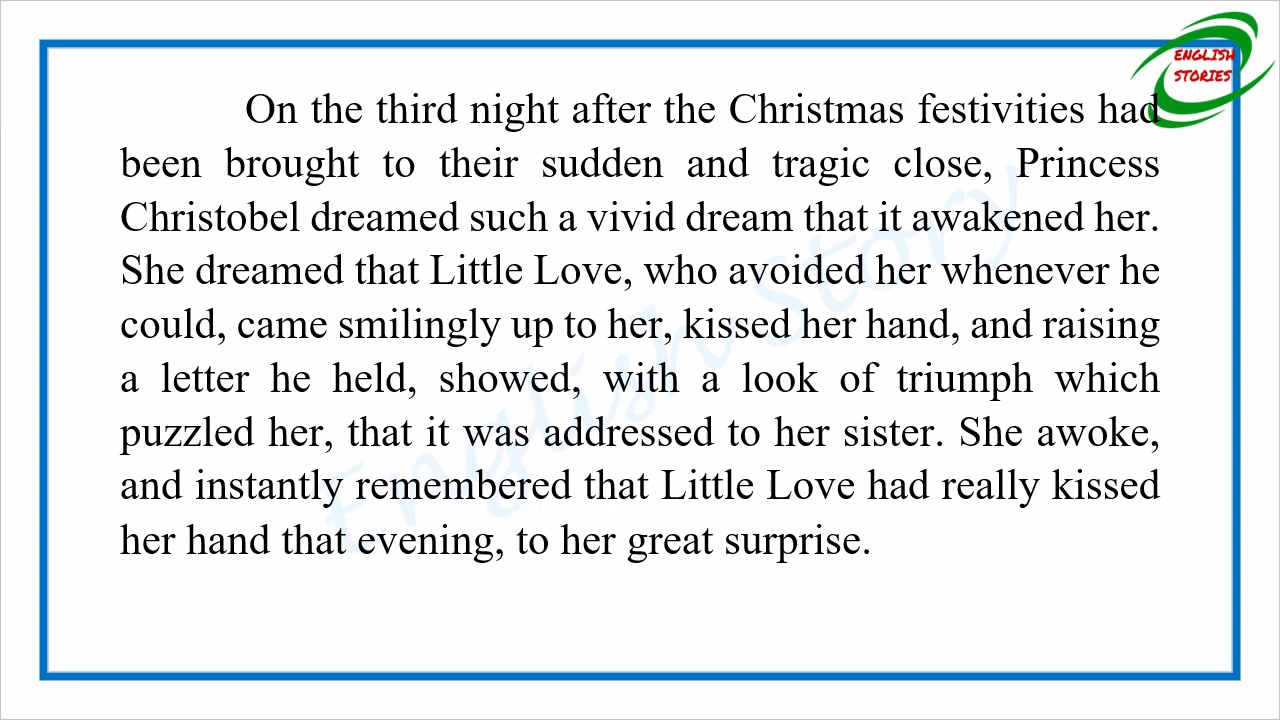 ENGLISH
STORIES
On the third night after the Christmas festivities had
been brought to their sudden and tragic close, Princess
Christobel dreamed such a vivid dream that it awakened her.
She dreamed that Little Love, who avoided her whenever he
could, came smilingly up to her, kissed her hand, and raising
a letter he held, showed, with a look of triumph which
puzzled her, that it was addressed to her sister. She awoke,
and instantly remembered that Little Love had really kissed
her hand that evening, to her great surprise.
English Story